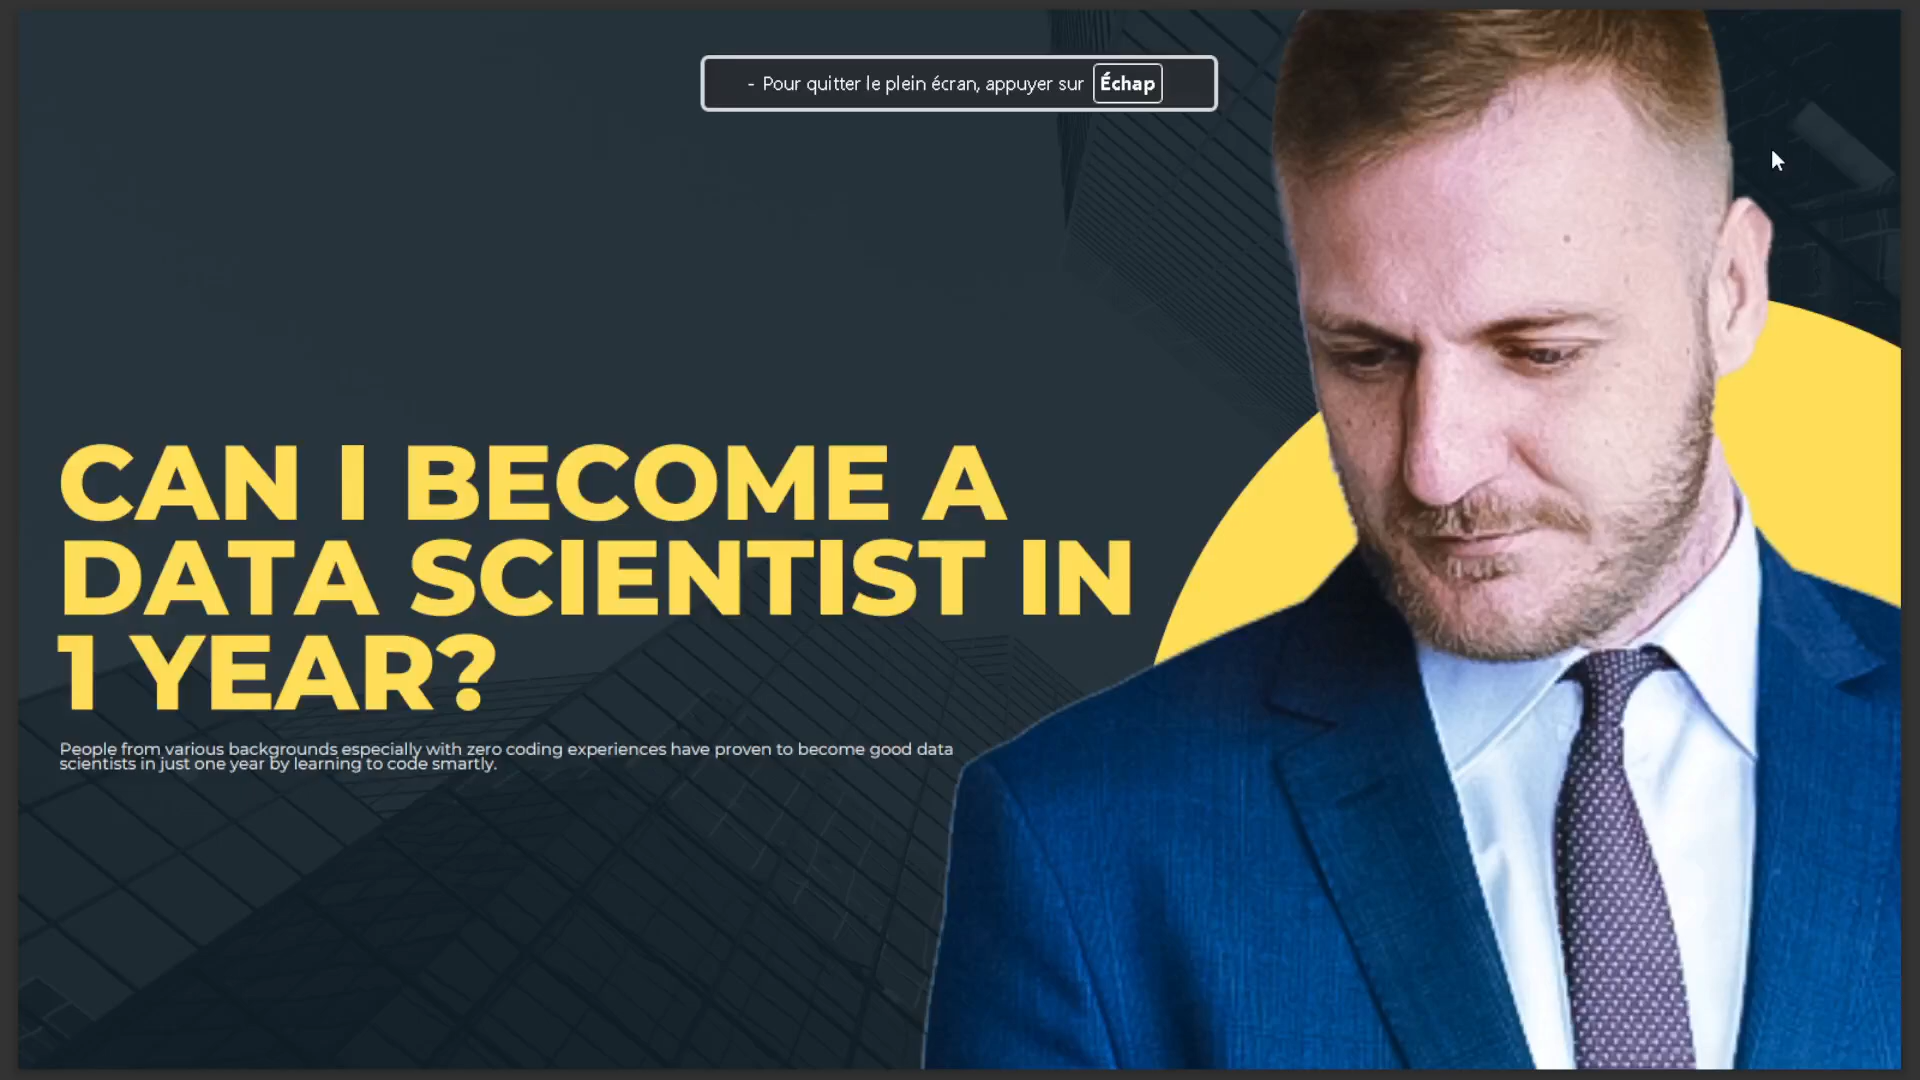 - Pour quitter le plein écran, appuyer sur Échap
CAN I BECOME A
DATA SCIENTIST IN
1 YEAR?
People from various backgrounds especially with zero coding experiences have proven to become good data
scientists in just one year by learning to code smartly.